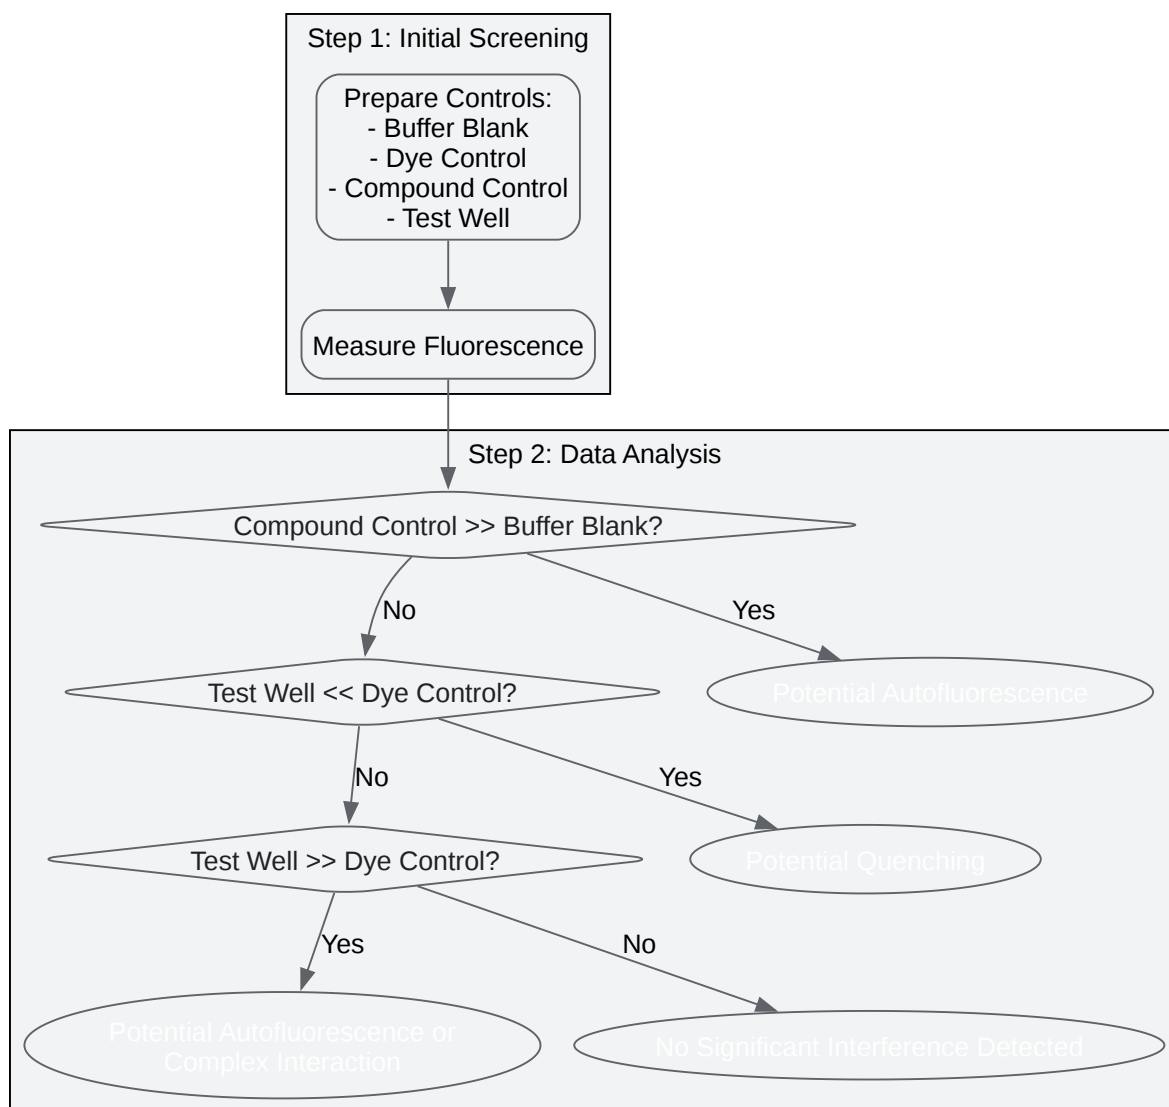 Step 1: Initial Screening
Prepare Controls:
- Buffer Blank
- Dye Control
- Compound Control
- Test Well
Measure Fluorescence
Step 2: Data Analysis
Compound Control >> Buffer Blank?
No
Yes
Test Well << Dye Control?
Potential Autofluorescence
No
Yes
Test Well >> Dye Control?
Potential Quenching
Yes
No
Potential Autofluorescence or
Complex Interaction
No Significant Interference Detected